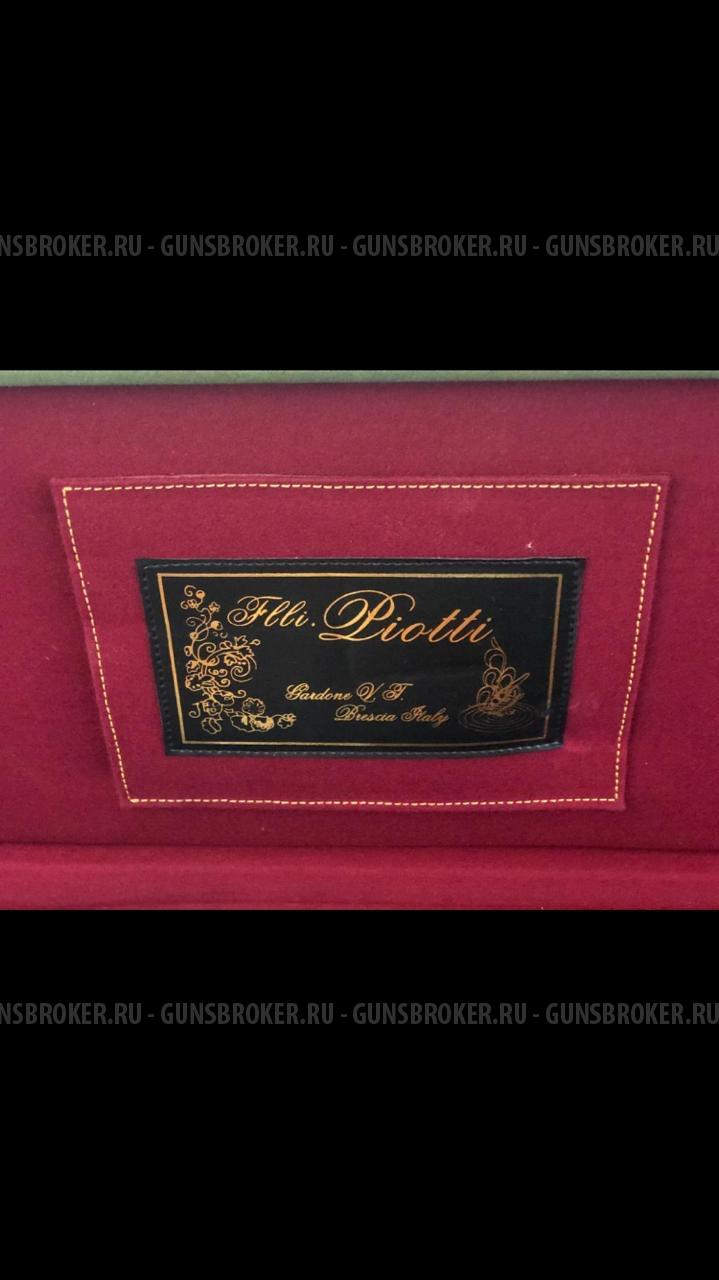 NSBROKER.RU - GUNSBROKER.RU - GUNSBROKER.RU - GUNSBROKER.RU
Flli. Piotti
Gardone V. T.
Brescia Italy
NSBROKER.RU - GUNSBROKER.RU - GUNSBROKER.RU - GUNSBROKER.RU